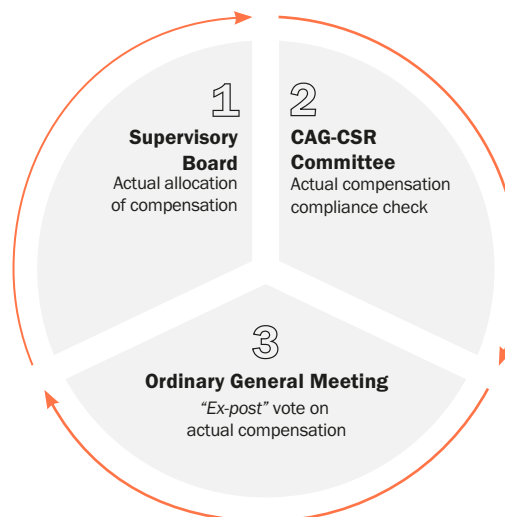 1
Supervisory
Board
Actual allocation
of compensation
2
CAG-CSR
Committee
Actual compensation
compliance check
3
Ordinary General Meeting
“Ex-post” vote on
actual compensation